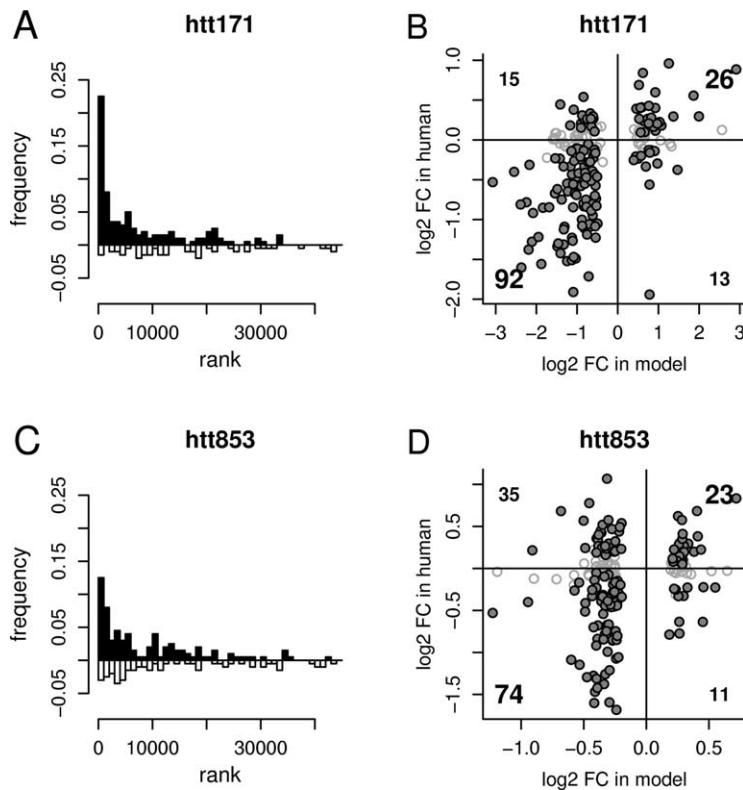 A
htt171
frequency
−0.05
0.05
0.15
0.25
0
10000
30000
rank
B
htt171
15
26
92
13
log2 FC in human
−2.0
−1.0
0.0
1.0
−3
−2
−1
0
1
2
3
log2 FC in model
C
htt853
frequency
−0.05
0.05
0.15
0.25
0
10000
30000
rank
D
htt853
35
23
74
11
log2 FC in human
−1.5
−0.5
0.5
−1.0
−0.5
0.0
0.5
log2 FC in model